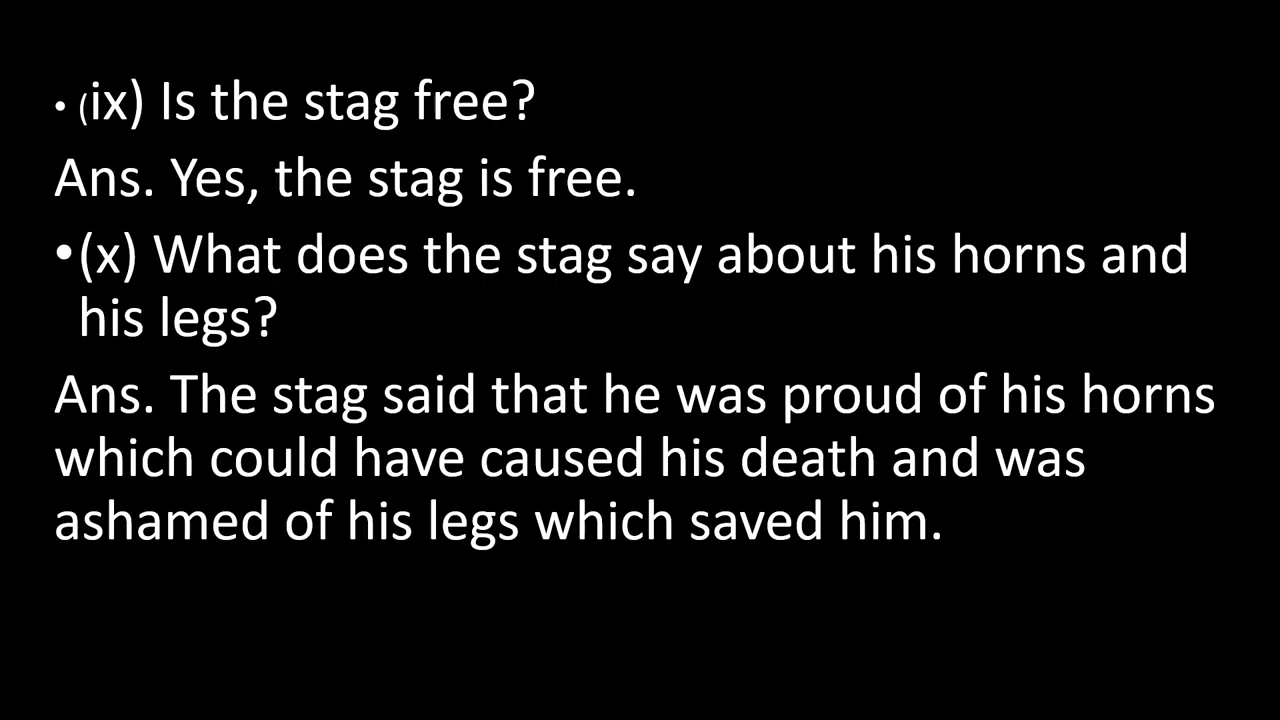 • (ix) Is the stag free?
Ans. Yes, the stag is free.
• (x) What does the stag say about his horns and
his legs?
Ans. The stag said that he was proud of his horns
which could have caused his death and was
ashamed of his legs which saved him.